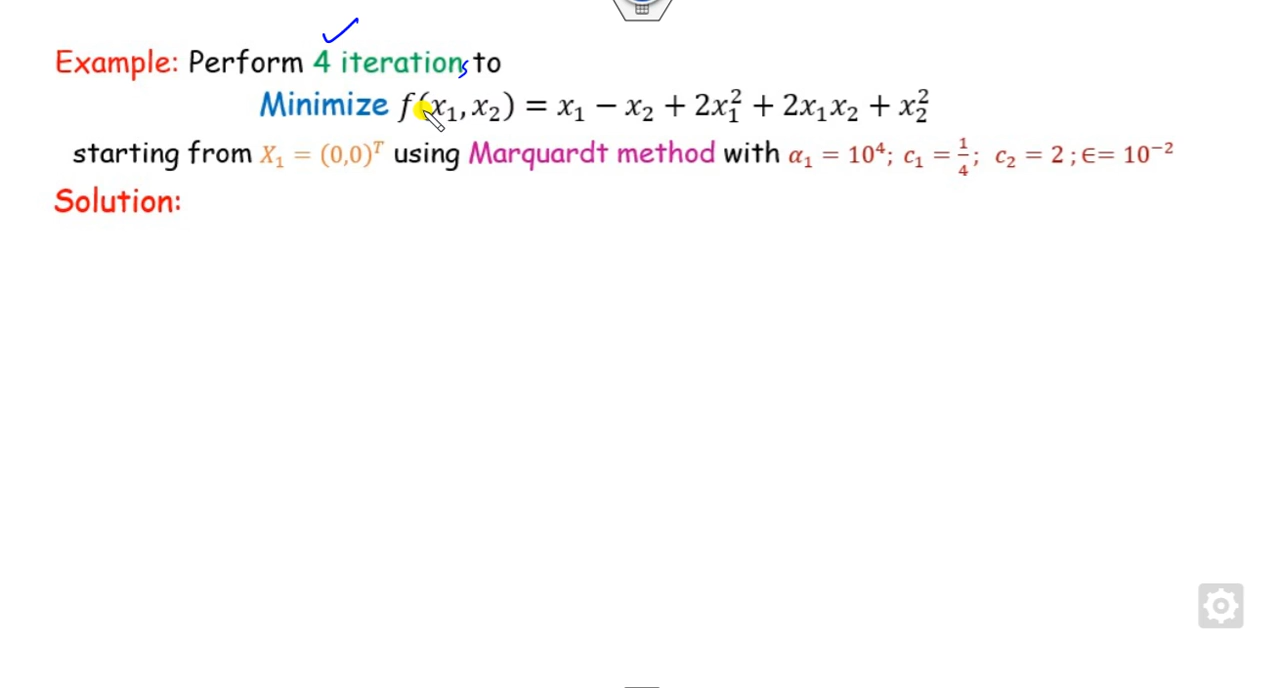 Example: Perform 4 iterations to
Minimize f(x₁, x₂) = x₁ − x₂ + 2x₁² + 2x₁x₂ + x₂²
starting from X₁ = (0,0)ᵀ using Marquardt method with α₁ = 10⁴; c₁ = 1/4; c₂ = 2 ; ∈= 10⁻²
Solution: